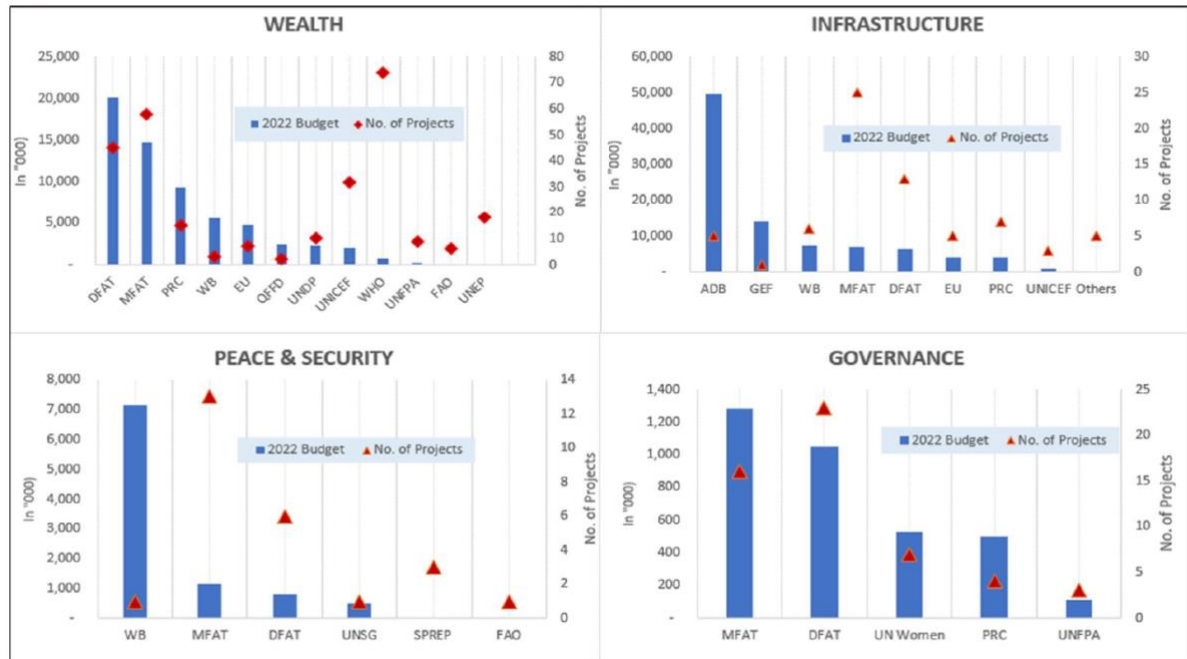 WEALTH
25,000
20,000
15,000
10,000
5,000
-
In "000)
80
70
60
50
40
30
20
10
0
No. of Projects
2022 Budget
No. of Projects
DFAT
MFAT
PRC
WB
EU
QFFD
UNDP
UNICEF
WHO
UNFPA
FAO
UNEP
INFRASTRUCTURE
60,000
50,000
40,000
30,000
20,000
10,000
-
In "000)
30
25
20
15
10
5
0
No. of Projects
2022 Budget
No. of Projects
ADB
GEF
WB
MFAT
DFAT
EU
PRC
UNICEF
Others
PEACE & SECURITY
8,000
7,000
6,000
5,000
4,000
3,000
2,000
1,000
-
In "000)
14
12
10
8
6
4
2
0
No. of Projects
2022 Budget
No. of Projects
WB
MFAT
DFAT
UNSG
SPREP
FAO
GOVERNANCE
1,400
1,200
1,000
800
600
400
200
-
In "000)
25
20
15
10
5
0
No. of Projects
2022 Budget
No. of Projects
MFAT
DFAT
UN Women
PRC
UNFPA